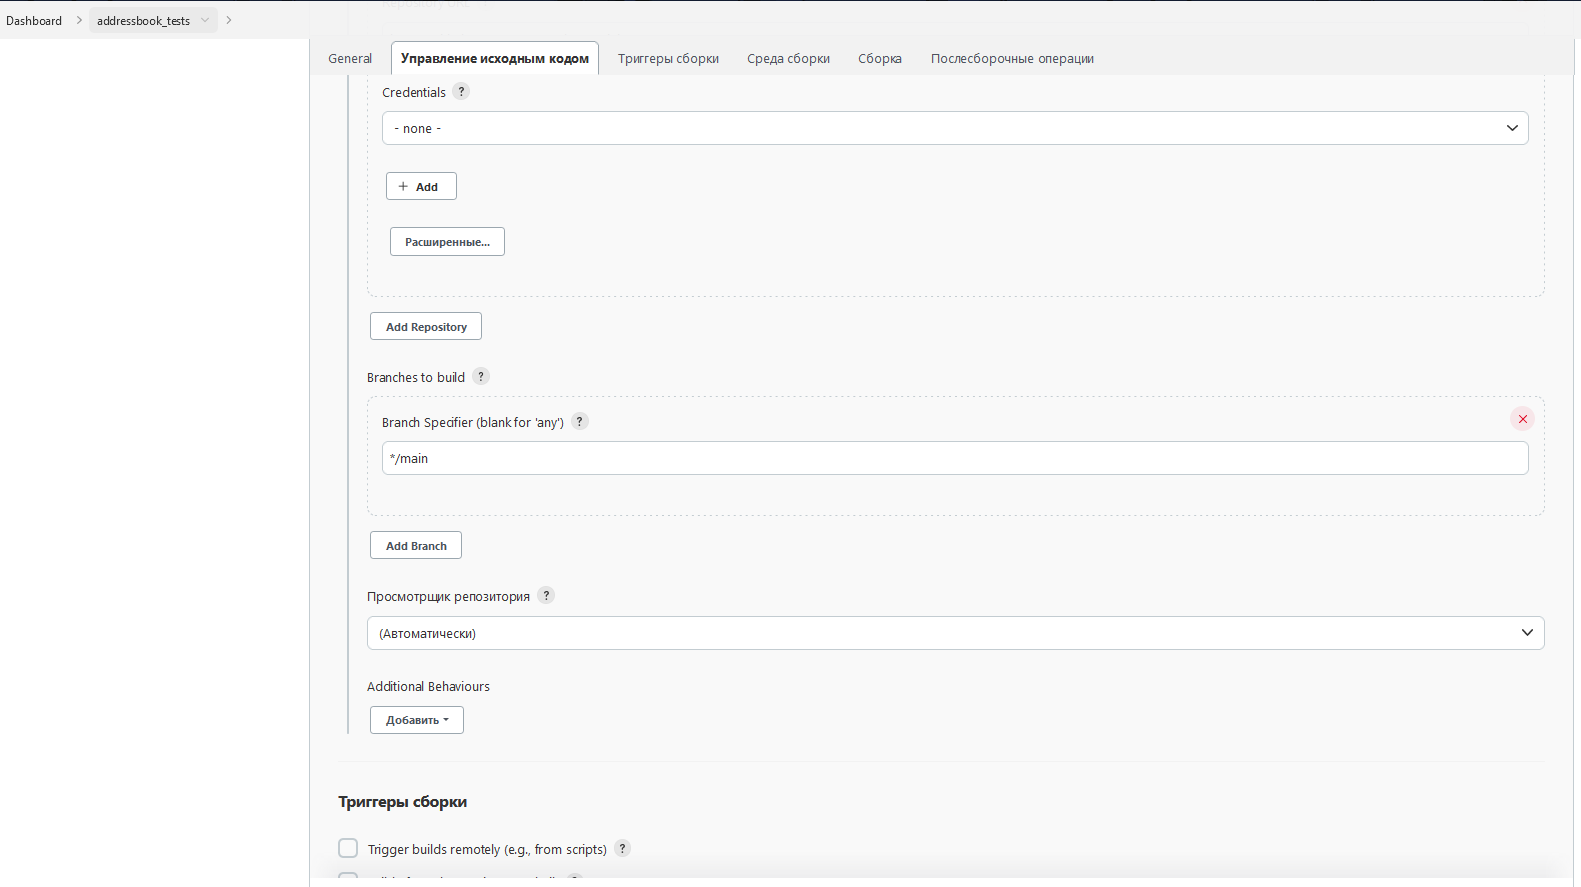 Dashboard addressbook_tests
General Управление исходным кодом Триггеры сборки Среда сборки Сборка Послесборочные операции
Credentials ?
- none -
+ Add
Расширенные...
Add Repository
Branches to build ?
Branch Specifier (blank for 'any') ?
*/main
Add Branch
Просмотрщик репозитория ?
(Автоматически)
Additional Behaviours
Добавить
Триггеры сборки
Trigger builds remotely (e.g., from scripts) ?